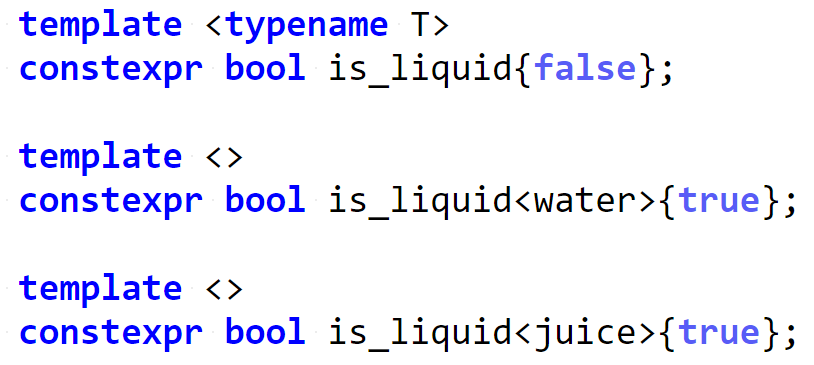 template <typename T>
constexpr bool is_liquid{false};
template <>
constexpr bool is_liquid<water>{true};
template <>
constexpr bool is_liquid<juice>{true};